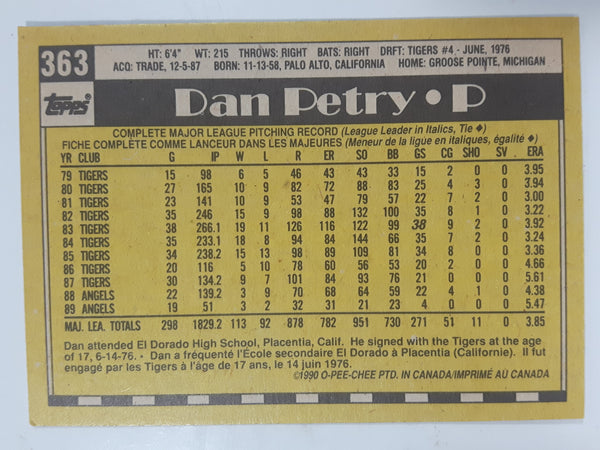 363
HT: 6'4" WT: 215 THROWS: RIGHT BATS: RIGHT DRFT: TIGERS #4 - JUNE, 1976
ACQ: TRADE, 12-5-87 BORN: 11-13-58, PALO ALTO, CALIFORNIA HOME: GROOSE POINTE, MICHIGAN
Topps®
Dan Petry • P
COMPLETE MAJOR LEAGUE PITCHING RECORD (League Leader in Italics, Tie ◆)
FICHE COMPLÈTE COMME LANCEUR DANS LES MAJEURES (Meneur de la ligue en italiques, égalité ◆)
YR CLUB G IP W L R ER SO BB GS CG SHO SV ERA
79 TIGERS 15 98 6 5 46 43 43 33 15 2 0 0 3.95
80 TIGERS 27 165 10 9 82 72 88 83 25 4 3 0 3.94
81 TIGERS 23 141 10 9 53 47 79 57 22 7 2 0 3.00
82 TIGERS 35 246 15 9 98 88 132 100 35 8 1 0 3.22
83 TIGERS 38 266.1 19 11 126 116 122 99 38 9 2 0 3.92
84 TIGERS 35 233.1 18 8 94 84 144 66 35 7 2 0 3.24
85 TIGERS 34 238.2 15 13 98 89 109 81 34 8 0 0 3.36
86 TIGERS 20 116 5 10 78 60 56 53 20 2 0 0 4.66
87 TIGERS 30 134.2 9 7 101 84 93 76 21 0 0 0 5.61
88 ANGELS 22 139.2 3 9 70 68 64 59 22 4 1 0 4.38
89 ANGELS 19 51 3 2 32 31 21 23 4 0 0 0 5.47
MAJ. LEA. TOTALS 298 1829.2 113 92 878 782 951 730 271 51 11 0 3.85
Dan attended El Dorado High School, Placentia, Calif. He signed with the Tigers at the age
of 17, 6-14-76. • Dan a fréquenté l'École secondaire El Dorado à Placentia (Californie). Il fut
engagé par les Tigers à l'âge de 17 ans, le 14 juin 1976.
©1990 O-PEE-CHEE PTD. IN CANADA/IMPRIMÉ AU CANADA